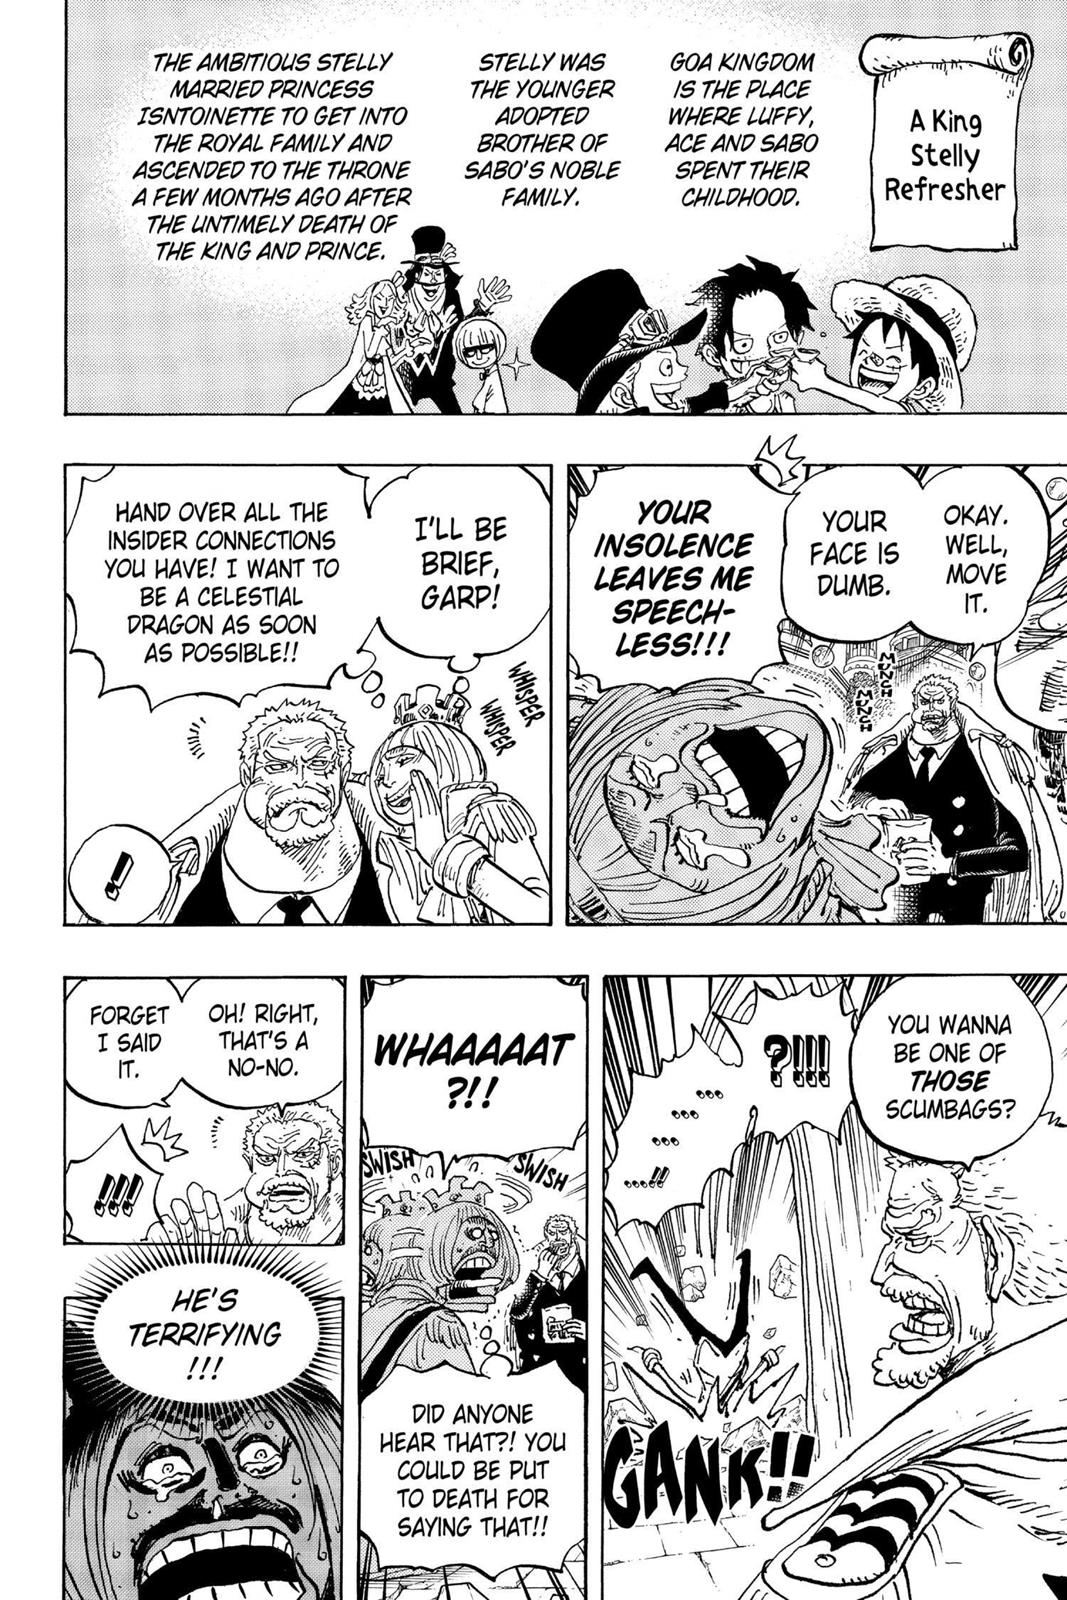 A King
Stelly
Refresher
GOA KINGDOM
IS THE PLACE
WHERE LUFFY,
ACE AND SABO
SPENT THEIR
CHILDHOOD.
STELLY WAS
THE YOUNGER
ADOPTED
BROTHER OF
SABO'S NOBLE
FAMILY.
THE AMBITIOUS STELLY
MARRIED PRINCESS
ISNTOINETTE TO GET INTO
THE ROYAL FAMILY AND
ASCENDED TO THE THRONE
A FEW MONTHS AGO AFTER
THE UNTIMELY DEATH OF
THE KING AND PRINCE.
OKAY.
WELL,
MOVE
IT.
YOUR
FACE IS
DUMB.
MUNCH
MUNCH
YOUR
INSOLENCE
LEAVES ME
SPEECH-
LESS!!!
I'LL BE
BRIEF,
GARP!
HAND OVER ALL THE
INSIDER CONNECTIONS
YOU HAVE! I WANT TO
BE A CELESTIAL
DRAGON AS SOON
AS POSSIBLE!!
WHISPER
WHISPER
!
YOU WANNA
BE ONE OF
THOSE
SCUMBAGS?
?!!!
...
...
...
...!!
GANK!!
WHAAAAAT
?!!
SWISH
SWISH
DID ANYONE
HEAR THAT?! YOU
COULD BE PUT
TO DEATH FOR
SAYING THAT!!
OH! RIGHT,
THAT'S A
NO-NO.
FORGET
I SAID
IT.
!!!
HE'S
TERRIFYING
!!!